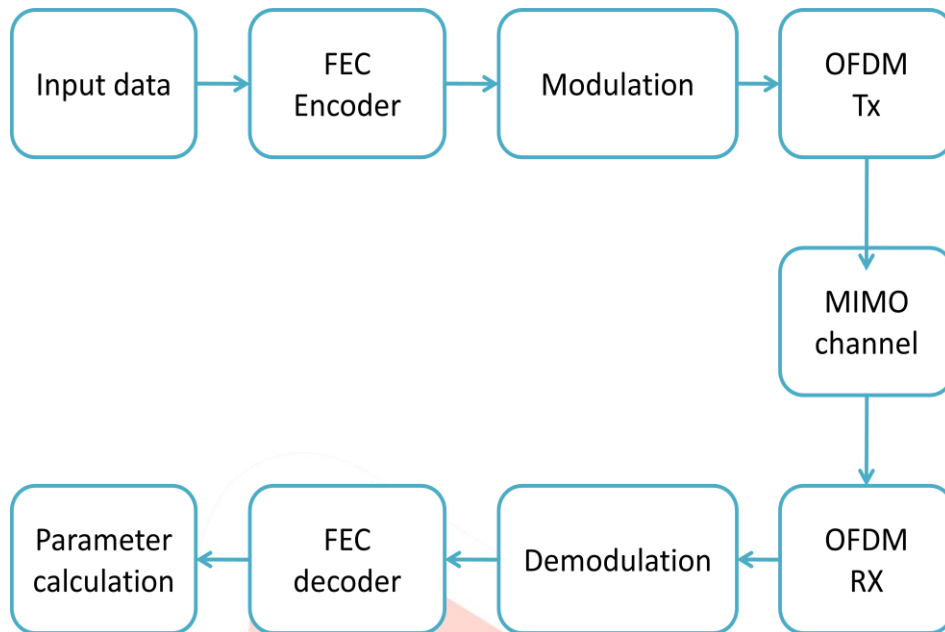 Input data
FEC
Encoder
Modulation
OFDM
Tx
MIMO
channel
Parameter
calculation
FEC
decoder
Demodulation
OFDM
RX